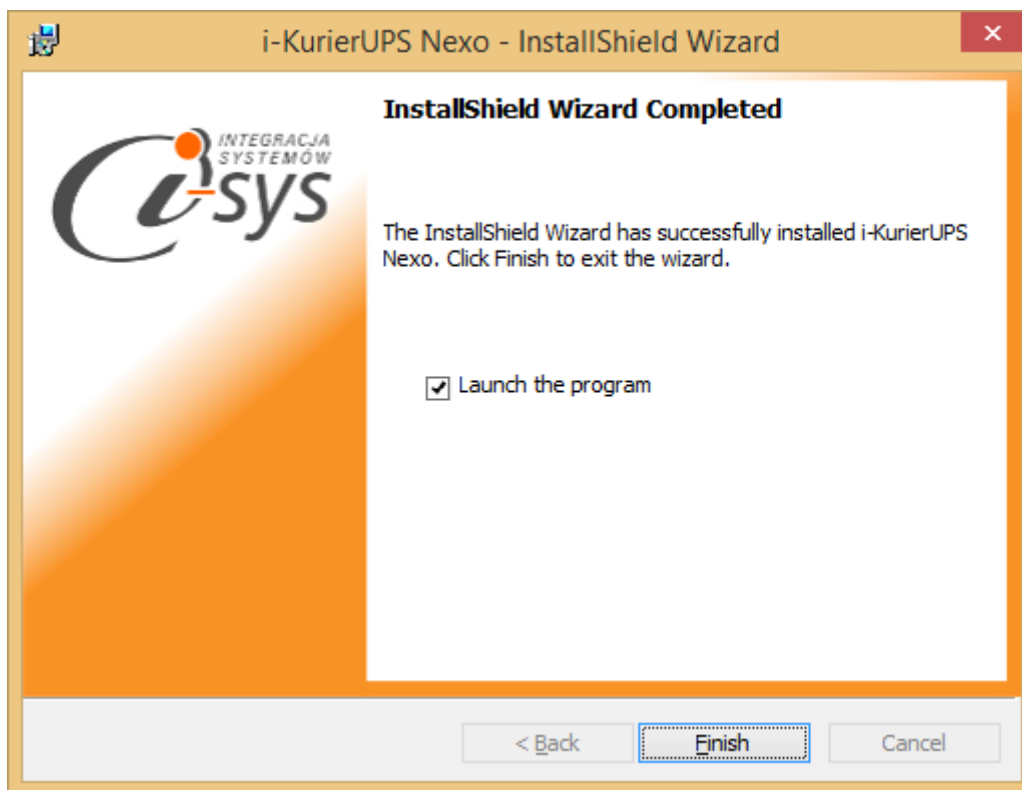 i-KurierUPS Nexo - InstallShield Wizard
InstallShield Wizard Completed
INTEGRACJA
SYSTEMÓW
i-sys
The InstallShield Wizard has successfully installed i-KurierUPS
Nexo. Click Finish to exit the wizard.
Launch the program
< Back
Finish
Cancel